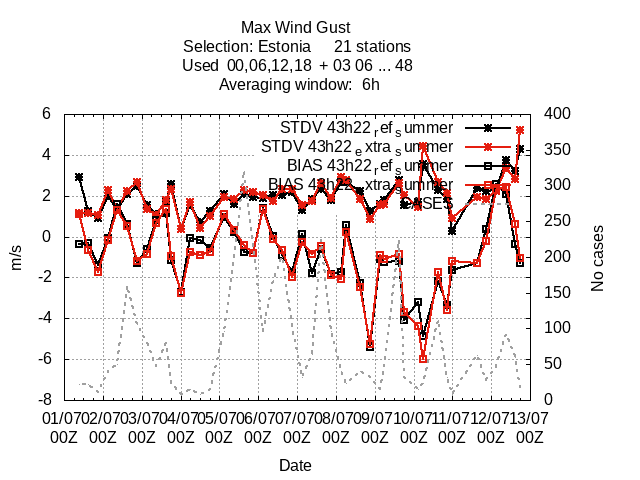 Max Wind Gust
Selection: Estonia 21 stations
Used 00,06,12,18 + 03 06 ... 48
Averaging window: 6h
STDV 43h22_ref_summer
STDV 43h22_extra_summer
BIAS 43h22_ref_summer
BIAS 43h22_extra_summer
CASES
6
4
2
0
-2
-4
-6
-8
m/s
400
350
300
250
200
150
100
50
0
No cases
01/07 02/07 03/07 04/07 05/07 06/07 07/07 08/07 09/07 10/07 11/07 12/07 13/07
00Z 00Z 00Z 00Z 00Z 00Z 00Z 00Z 00Z 00Z 00Z 00Z 00Z
Date